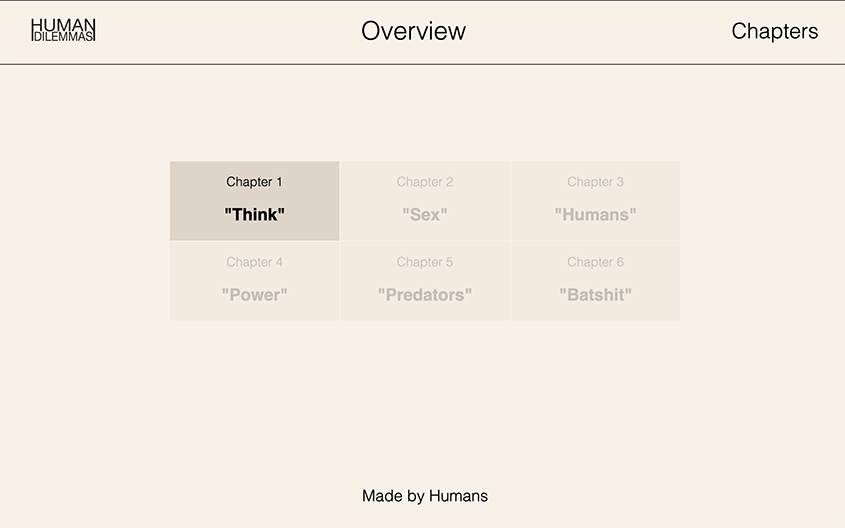 HUMAN
DILEMMAS
Overview
Chapters
Chapter 1
"Think"
Chapter 2
"Sex"
Chapter 3
"Humans"
Chapter 4
"Power"
Chapter 5
"Predators"
Chapter 6
"Batshit"
Made by Humans